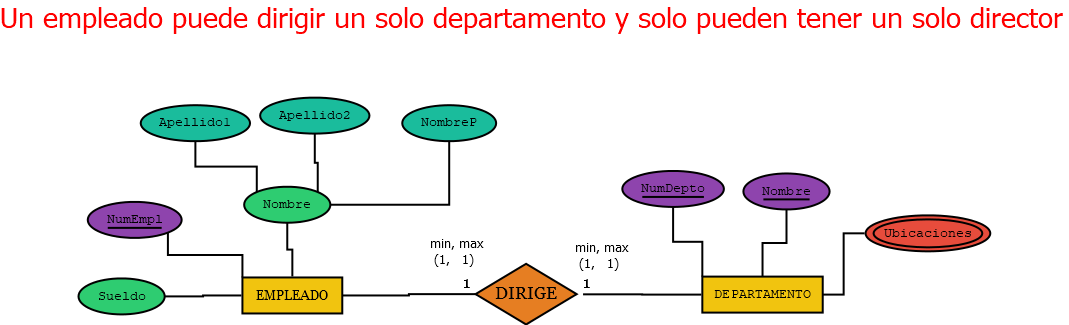 Un empleado puede dirigir un solo departamento y solo pueden tener un solo director
Apellido1
Apellido2
NombreP
NumDepto
Nombre
Nombre
NumEmpl
Ubicaciones
min, max
(1, 1)
min, max
(1, 1)
Sueldo
EMPLEADO
1
DIRIGE
1
DEPARTAMENTO